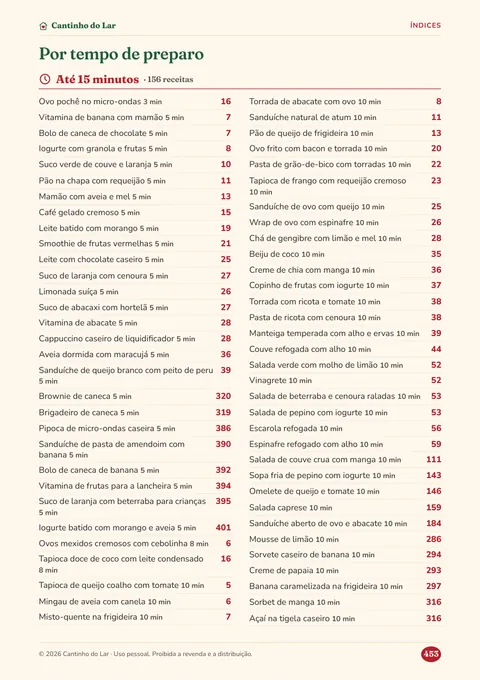 Cantinho do Lar
ÍNDICES
Por tempo de preparo
Até 15 minutos · 156 receitas
Ovo pochê no micro-ondas 3 min 16
Vitamina de banana com mamão 5 min 7
Bolo de caneca de chocolate 5 min 7
Iogurte com granola e frutas 5 min 8
Suco verde de couve e laranja 5 min 10
Pão na chapa com requeijão 5 min 11
Mamão com aveia e mel 5 min 13
Café gelado cremoso 5 min 15
Leite batido com morango 5 min 19
Smoothie de frutas vermelhas 5 min 21
Leite com chocolate caseiro 5 min 25
Suco de laranja com cenoura 5 min 27
Limonada suíça 5 min 26
Suco de abacaxi com hortelã 5 min 27
Vitamina de abacate 5 min 28
Cappuccino caseiro de liquidificador 5 min 28
Aveia dormida com maracujá 5 min 36
Sanduíche de queijo branco com peito de peru 39
5 min
Brownie de caneca 5 min 320
Brigadeiro de caneca 5 min 319
Pipoca de micro-ondas caseira 5 min 386
Sanduíche de pasta de amendoim com 390
banana 5 min
Bolo de caneca de banana 5 min 392
Vitamina de frutas para a lancheira 5 min 394
Suco de laranja com beterraba para crianças 395
5 min
Iogurte batido com morango e aveia 5 min 401
Ovos mexidos cremosos com cebolinha 8 min 6
Tapioca doce de coco com leite condensado 16
8 min
Tapioca de queijo coalho com tomate 10 min 5
Mingau de aveia com canela 10 min 6
Misto-quente na frigideira 10 min 7
Torrada de abacate com ovo 10 min 8
Sanduíche natural de atum 10 min 11
Pão de queijo de frigideira 10 min 13
Ovo frito com bacon e torrada 10 min 20
Pasta de grão-de-bico com torradas 10 min 22
Tapioca de frango com requeijão cremoso 23
10 min
Sanduíche de ovo com queijo 10 min 25
Wrap de ovo com espinafre 10 min 26
Chá de gengibre com limão e mel 10 min 28
Beiju de coco 10 min 35
Creme de chia com manga 10 min 36
Copinho de frutas com iogurte 10 min 37
Torrada com ricota e tomate 10 min 38
Pasta de ricota com cenoura 10 min 38
Manteiga temperada com alho e ervas 10 min 39
Couve refogada com alho 10 min 44
Salada verde com molho de limão 10 min 52
Vinagrete 10 min 52
Salada de beterraba e cenoura raladas 10 min 53
Salada de pepino com iogurte 10 min 53
Escarola refogada 10 min 56
Espinafre refogado com alho 10 min 59
Salada de couve crua com manga 10 min 111
Sopa fria de pepino com iogurte 10 min 143
Omelete de queijo e tomate 10 min 146
Salada caprese 10 min 159
Sanduíche aberto de ovo e abacate 10 min 184
Mousse de limão 10 min 286
Sorvete caseiro de banana 10 min 294
Creme de papaia 10 min 293
Banana caramelizada na frigideira 10 min 297
Sorbet de manga 10 min 316
Açaí na tigela caseiro 10 min 316
© 2026 Cantinho do Lar · Uso pessoal. Proibida a revenda e a distribuição.
453